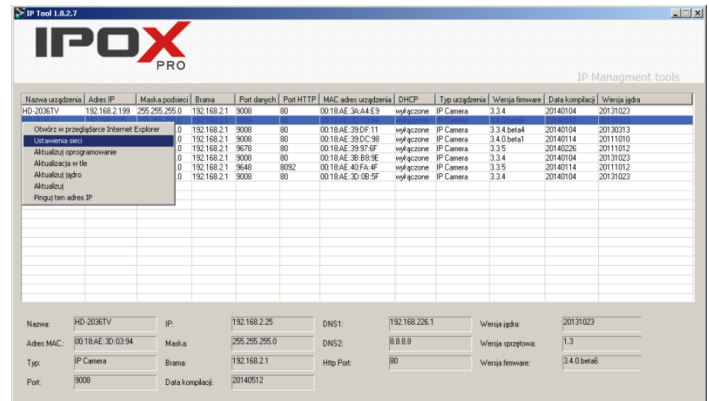 IP Tool 1.8.2.7
IPOX
PRO
IP Managment tools
Nazwa urządzenia Adres IP Maska podsieci Brama Port danych Port HTTP MAC adres urządzenia DHCP Typ urządzenia Wersja firmware Data kompilacji Wersja jądra
HD-2036TV 192.168.2.199 255.255.255.0 192.168.2.1 9008 80 00:18:AE:3A:A4:E9 wyłączone IP Camera 3.3.4 20140104 20131023
Otwórz w przeglądarce Internet Explorer .0 192.168.2.1 9008 80 00:18:AE:39:DF:11 wyłączone IP Camera 3.3.4.beta4 20140104 20130313
Ustawienia sieci .0 192.168.2.1 9008 80 00:18:AE:39:DC:98 wyłączone IP Camera 3.4.0.beta1 20140114 20111010
Aktualizuj oprogramowanie .0 192.168.2.1 9678 80 00:18:AE:39:97:6F wyłączone IP Camera 3.3.5 20140226 20111012
Aktualizacja w tle .0 192.168.2.1 9008 80 00:18:AE:3B:B8:9E wyłączone IP Camera 3.3.4 20140104 20131023
Aktualizuj jądro .0 192.168.2.1 9648 8092 00:18:AE:40:FA:4F wyłączone IP Camera 3.3.5 20140114 20111012
Aktualizuj .0 192.168.2.1 9008 80 00:18:AE:3D:0B:5F wyłączone IP Camera 3.3.4 20140104 20131023
Pinguj ten adres IP
Nazwa: HD-2036TV IP: 192.168.2.25 DNS1: 192.168.226.1 Wersja jądra: 20131023
Adres MAC.: 00:18:AE:3D:03:94 Maska: 255.255.255.0 DNS2: 8.8.8.8 Wersja sprzętowa: 1.3
Typ: IP Camera Brama: 192.168.2.1 Http Port: 80 Wersja firmware: 3.4.0.beta6
Port: 9008 Data kompilacji: 20140512